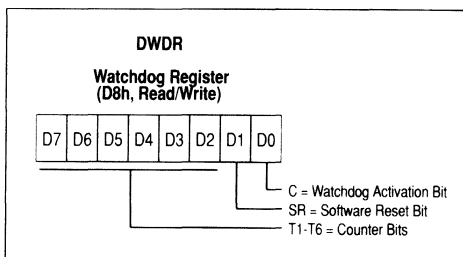 DWDR
Watchdog Register
(D8h, Read/Write)
D7 D6 D5 D4 D3 D2 D1 D0
C = Watchdog Activation Bit
SR = Software Reset Bit
T1-T6 = Counter Bits